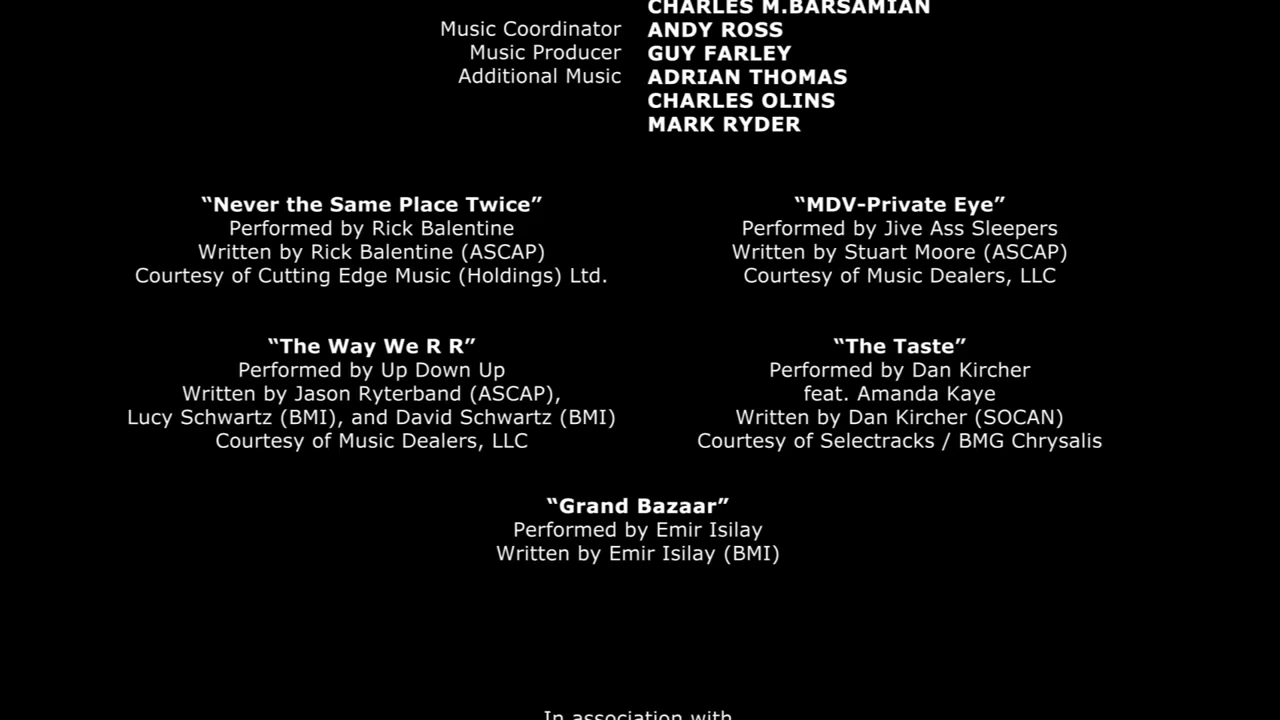 CHARLES M.BARSAMIAN
Music Coordinator ANDY ROSS
Music Producer GUY FARLEY
Additional Music ADRIAN THOMAS
CHARLES OLINS
MARK RYDER
“Never the Same Place Twice”
Performed by Rick Balentine
Written by Rick Balentine (ASCAP)
Courtesy of Cutting Edge Music (Holdings) Ltd.
“MDV-Private Eye”
Performed by Jive Ass Sleepers
Written by Stuart Moore (ASCAP)
Courtesy of Music Dealers, LLC
“The Way We R R”
Performed by Up Down Up
Written by Jason Ryterband (ASCAP),
Lucy Schwartz (BMI), and David Schwartz (BMI)
Courtesy of Music Dealers, LLC
“The Taste”
Performed by Dan Kircher
feat. Amanda Kaye
Written by Dan Kircher (SOCAN)
Courtesy of Selectracks / BMG Chrysalis
“Grand Bazaar”
Performed by Emir Isilay
Written by Emir Isilay (BMI)
In association with